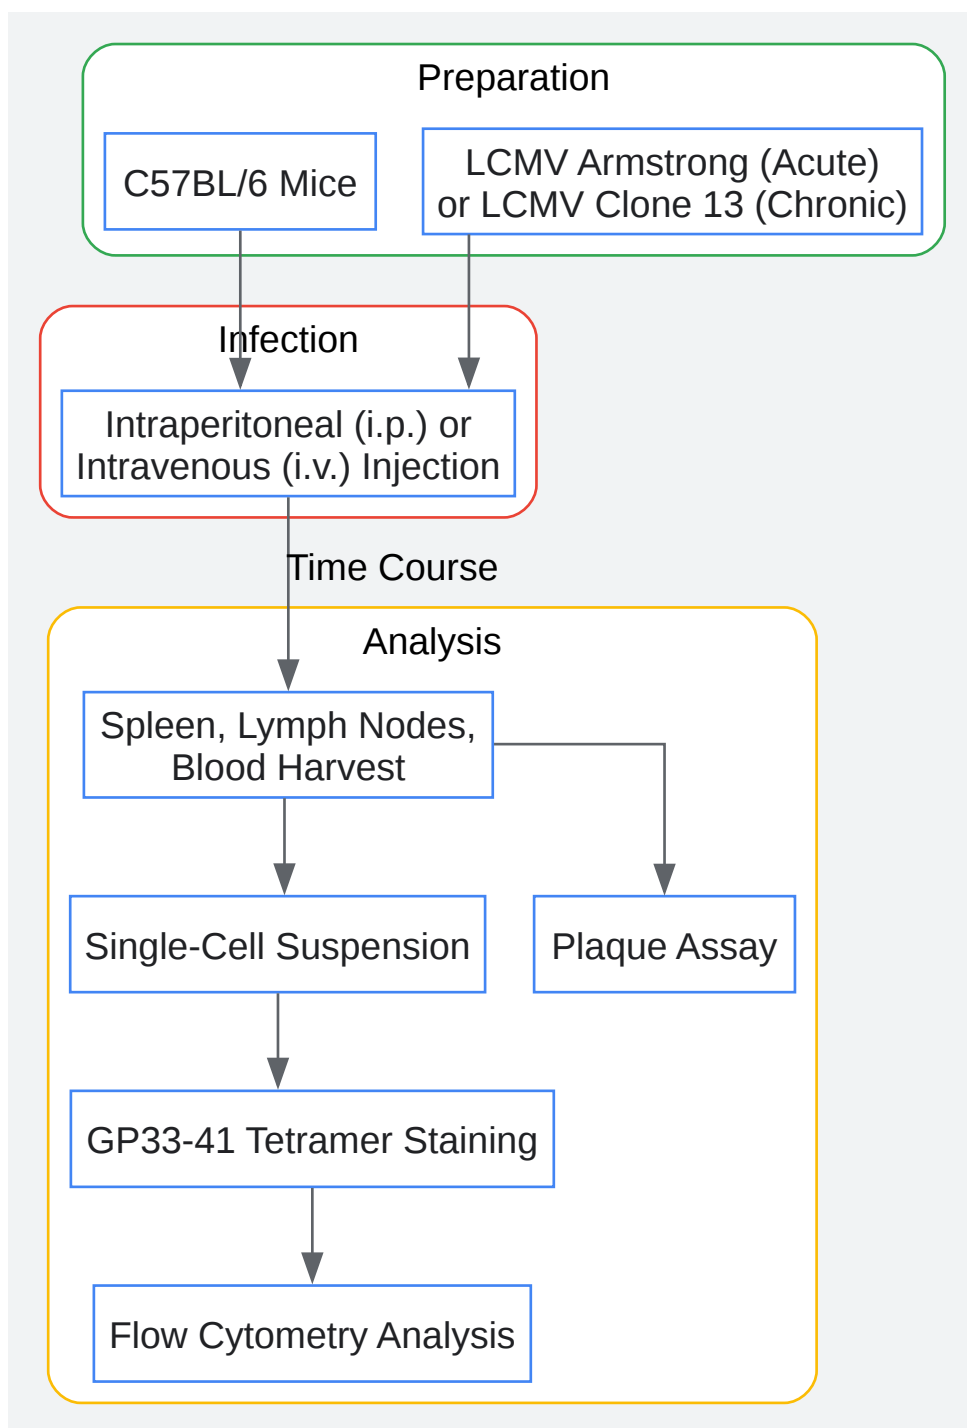 Preparation
C57BL/6 Mice
LCMV Armstrong (Acute)
or LCMV Clone 13 (Chronic)
Infection
Intraperitoneal (i.p.) or
Intravenous (i.v.) Injection
Time Course
Analysis
Spleen, Lymph Nodes,
Blood Harvest
Single-Cell Suspension
Plaque Assay
GP33-41 Tetramer Staining
Flow Cytometry Analysis